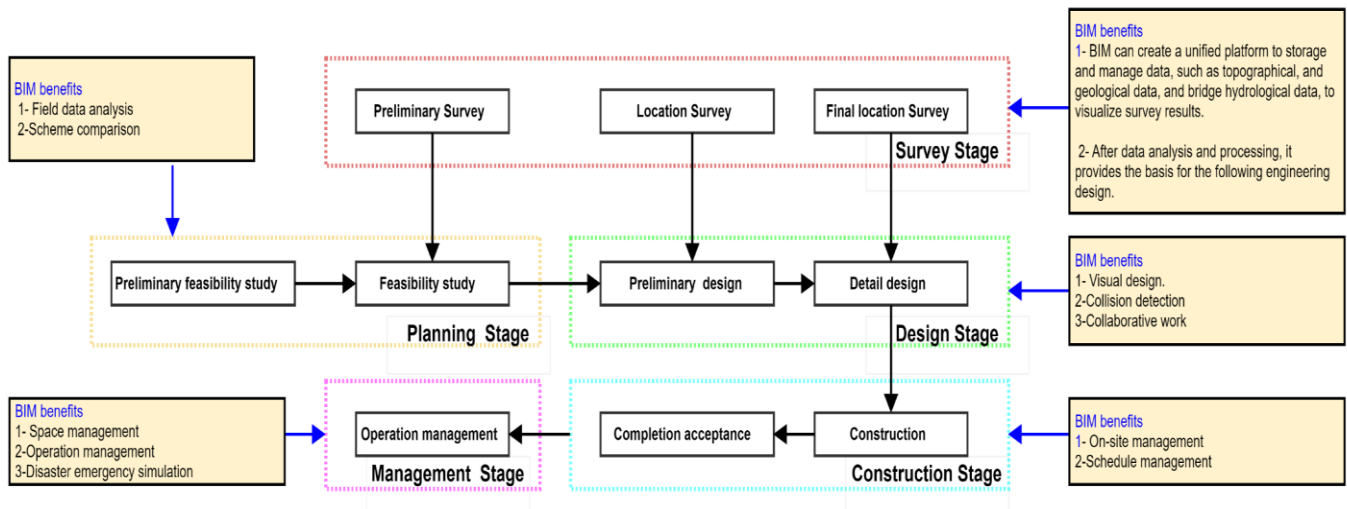 BIM benefits
1- Field data analysis
2-Scheme comparison
Preliminary Survey
Location Survey
Final location Survey
Survey Stage
BIM benefits
1- BIM can create a unified platform to storage
and manage data, such as topographical, and
geological data, and bridge hydrological data, to
visualize survey results.
2- After data analysis and processing, it
provides the basis for the following engineering
design.
Preliminary feasibility study
Feasibility study
Planning Stage
Preliminary design
Detail design
Design Stage
BIM benefits
1- Visual design.
2-Collision detection
3-Collaborative work
BIM benefits
1- Space management
2-Operation management
3-Disaster emergency simulation
Operation management
Management Stage
Completion acceptance
Construction
Construction Stage
BIM benefits
1- On-site management
2-Schedule management